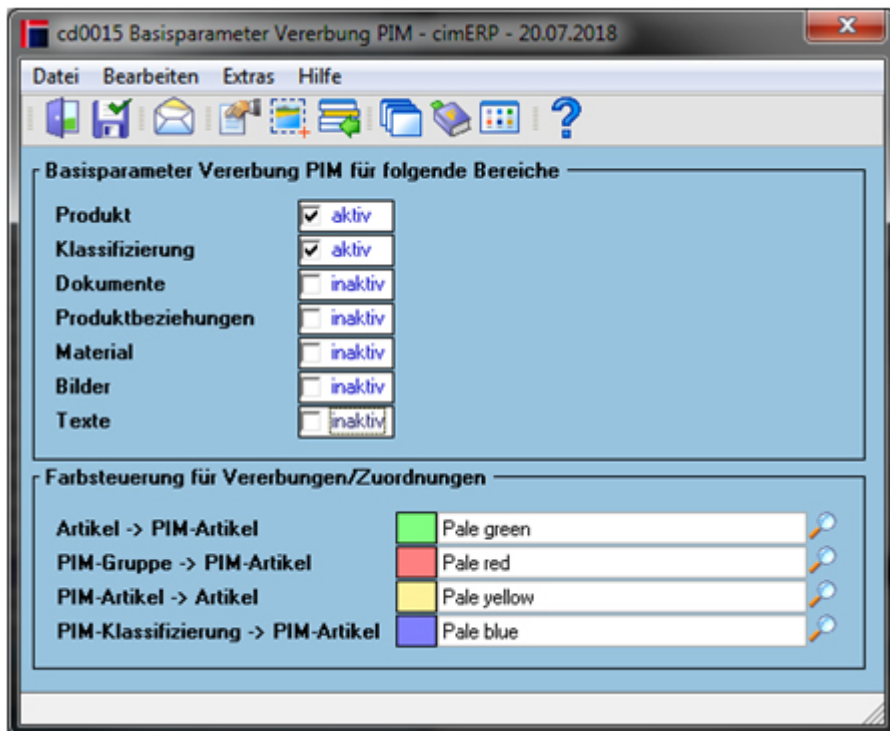 cd0015 Basisparameter Vererbung PIM - cimERP - 20.07.2018
Datei Bearbeiten Extras Hilfe
Basisparameter Vererbung PIM für folgende Bereiche
Produkt aktiv
Klassifizierung aktiv
Dokumente inaktiv
Produktbeziehungen inaktiv
Material inaktiv
Bilder inaktiv
Texte inaktiv
Farbsteuerung für Vererbungen/Zuordnungen
Artikel -> PIM-Artikel Pale green
PIM-Gruppe -> PIM-Artikel Pale red
PIM-Artikel -> Artikel Pale yellow
PIM-Klassifizierung -> PIM-Artikel Pale blue